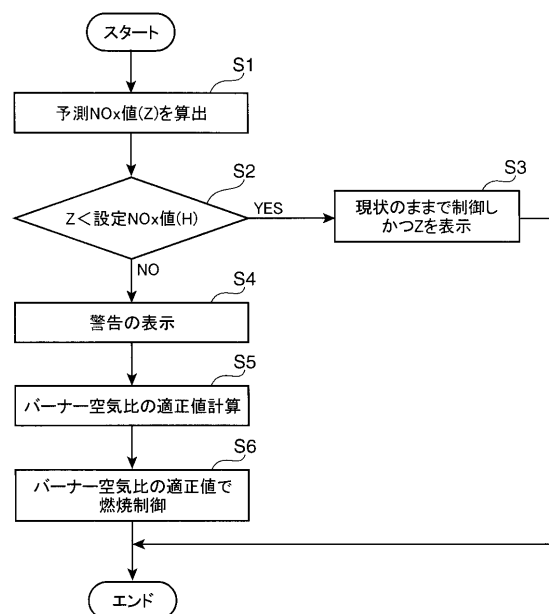 スタート
S1
予測NOx値(Z)を算出
S2
Z<設定NOx値(H)
YES
S3
現状のままで制御し
かつZを表示
NO
S4
警告の表示
S5
バーナー空気比の適正値計算
S6
バーナー空気比の適正値で
燃焼制御
エンド